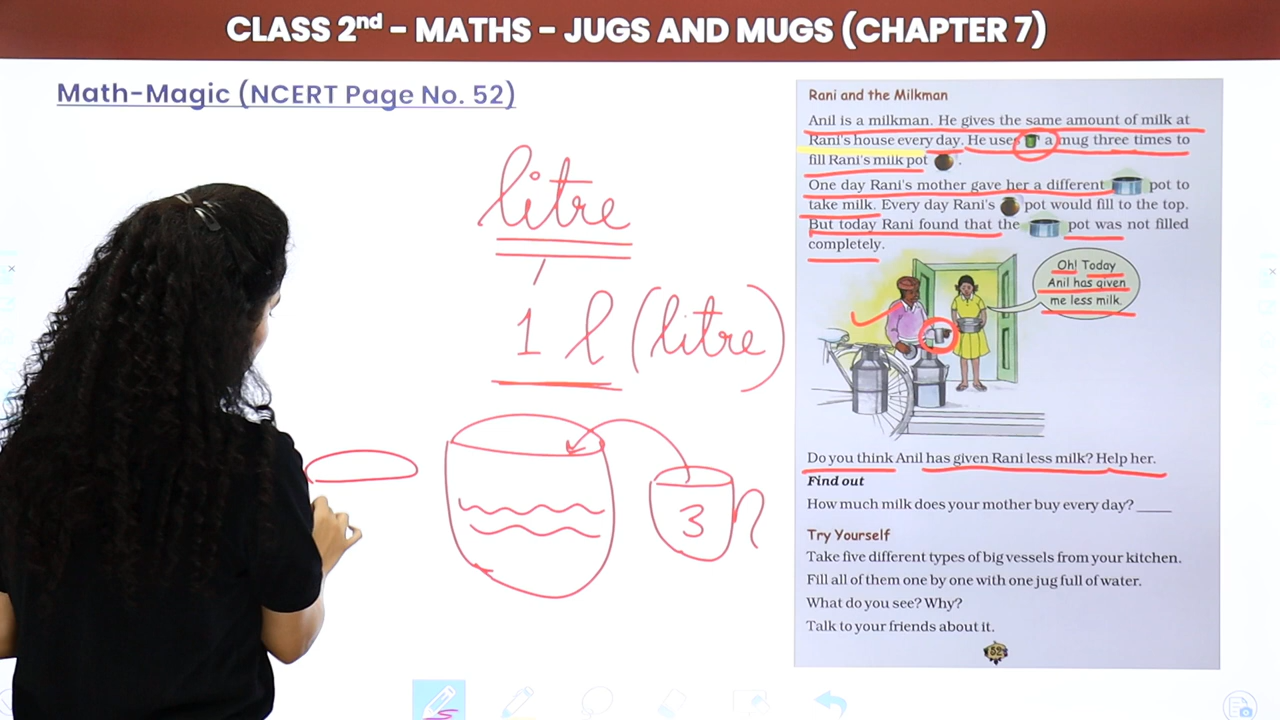 CLASS 2nd - MATHS - JUGS AND MUGS (CHAPTER 7)
Math-Magic (NCERT Page No. 52)
litre
1 l (litre)
3
Rani and the Milkman
Anil is a milkman. He gives the same amount of milk at
Rani's house every day. He uses a mug three times to
fill Rani's milk pot .
One day Rani's mother gave her a different pot to
take milk. Every day Rani's pot would fill to the top.
But today Rani found that the pot was not filled
completely.
Oh! Today
Anil has given
me less milk.
Do you think Anil has given Rani less milk? Help her.
Find out
How much milk does your mother buy every day? ____
Try Yourself
Take five different types of big vessels from your kitchen.
Fill all of them one by one with one jug full of water.
What do you see? Why?
Talk to your friends about it.
52